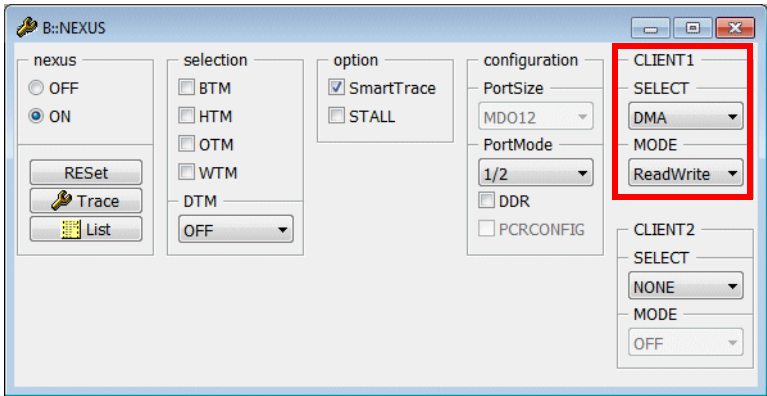 B::NEXUS
nexus
OFF
ON
RESet
Trace
List
selection
BTM
HTM
OTM
WTM
DTM
OFF
option
SmartTrace
STALL
configuration
PortSize
MDO12
PortMode
1/2
DDR
PCRCONFIG
CLIENT1
SELECT
DMA
MODE
ReadWrite
CLIENT2
SELECT
NONE
MODE
OFF